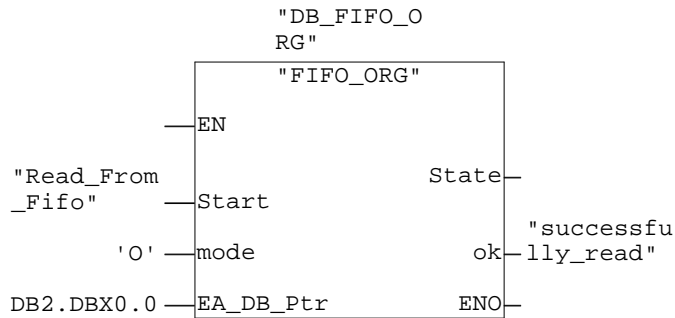 "DB_FIFO_O
RG"
"FIFO_ORG"
EN
"Read_From
_Fifo"
State
Start
"successfu
lly_read"
'O'
mode
ok
DB2.DBX0.0
EA_DB_Ptr
ENO